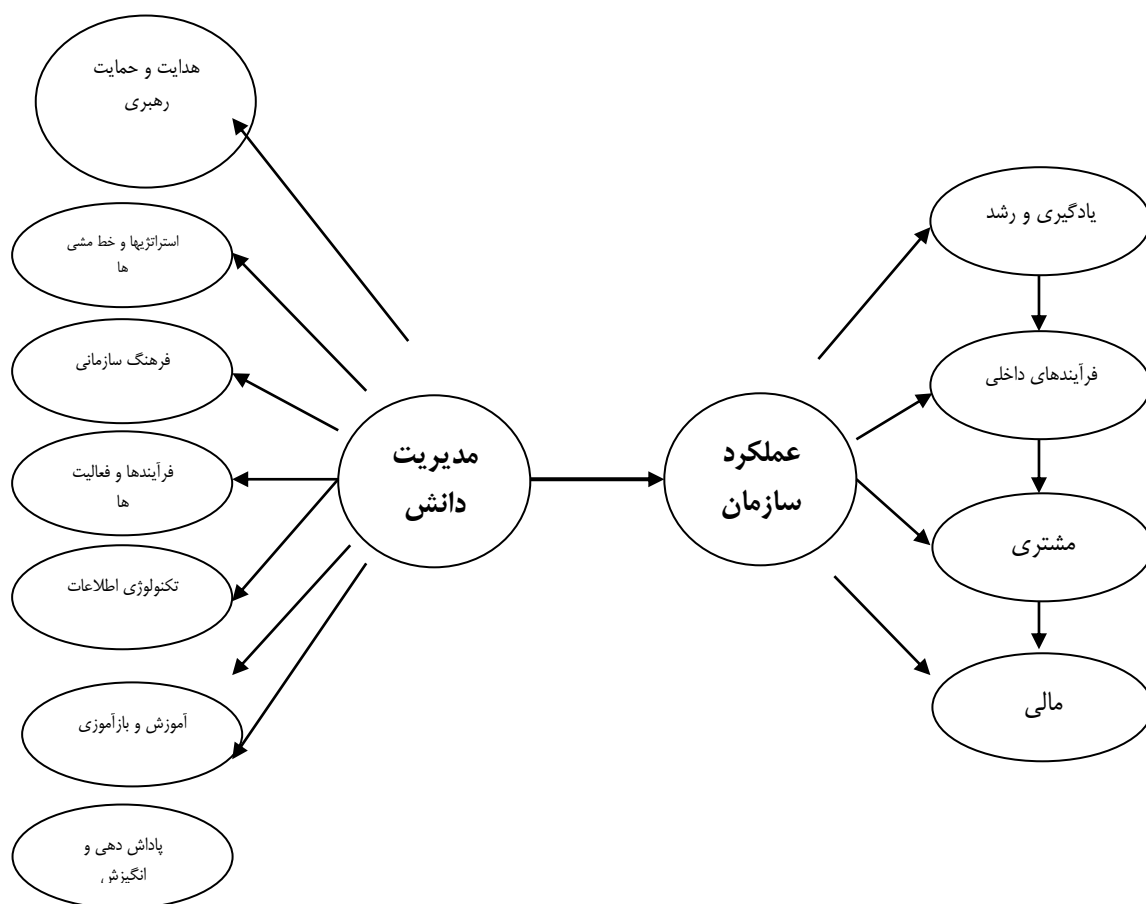 هدایت و حمایت
رهبری
استراتژیها و خط مشی
ها
فرهنگ سازمانی
فرآیندها و فعالیت
ها
تکنولوژی اطلاعات
آموزش و بازآموزی
پاداش دهی و
انگیزش
مدیریت
دانش
عملکرد
سازمان
یادگیری و رشد
فرآیندهای داخلی
مشتری
مالی